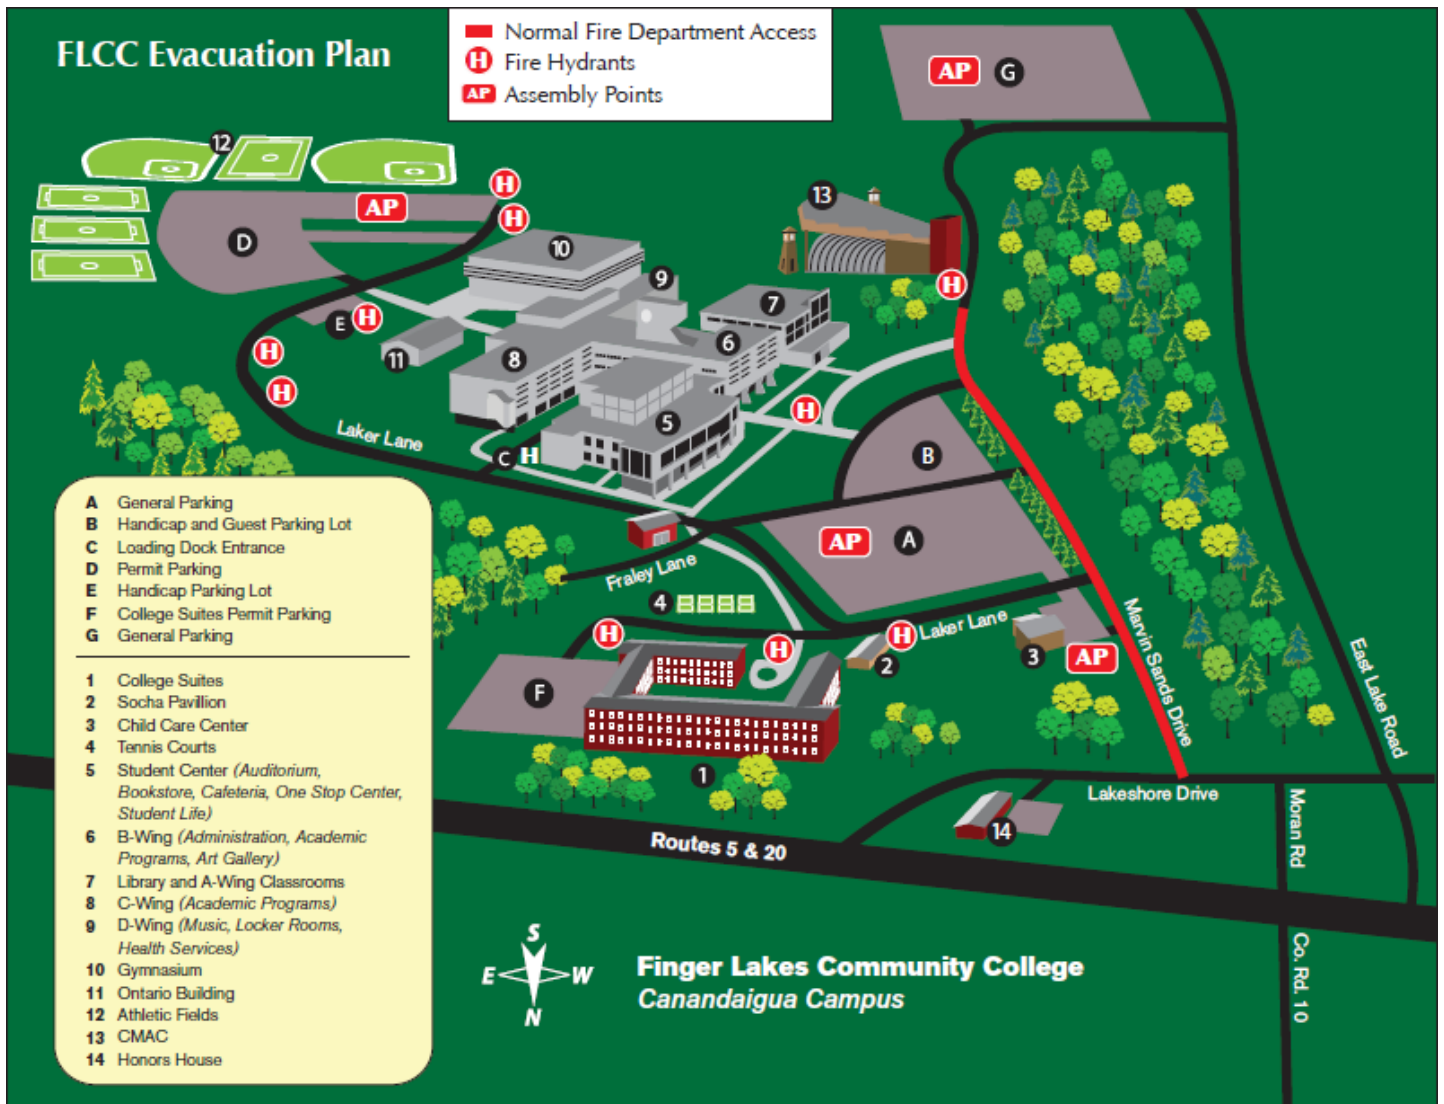 FLCC Evacuation Plan
Normal Fire Department Access
H Fire Hydrants
AP Assembly Points
AP G
12
H
13
AP
H
D
10
9
7
H
E H
6
11
8
H
H
H
5
Laker Lane
C H
B
AP A
Fraley Lane
4
H
H
H Laker Lane
2
3
AP
Marvin Sands Drive
East Lake Road
F
1
Lakeshore Drive
14
Moran Rd
Routes 5 & 20
Co. Rd. 10
A General Parking
B Handicap and Guest Parking Lot
C Loading Dock Entrance
D Permit Parking
E Handicap Parking Lot
F College Suites Permit Parking
G General Parking
1 College Suites
2 Socha Pavillion
3 Child Care Center
4 Tennis Courts
5 Student Center (Auditorium,
Bookstore, Cafeteria, One Stop Center,
Student Life)
6 B-Wing (Administration, Academic
Programs, Art Gallery)
7 Library and A-Wing Classrooms
8 C-Wing (Academic Programs)
9 D-Wing (Music, Locker Rooms,
Health Services)
10 Gymnasium
11 Ontario Building
12 Athletic Fields
13 CMAC
14 Honors House
S
E W
N
Finger Lakes Community College
Canandaigua Campus